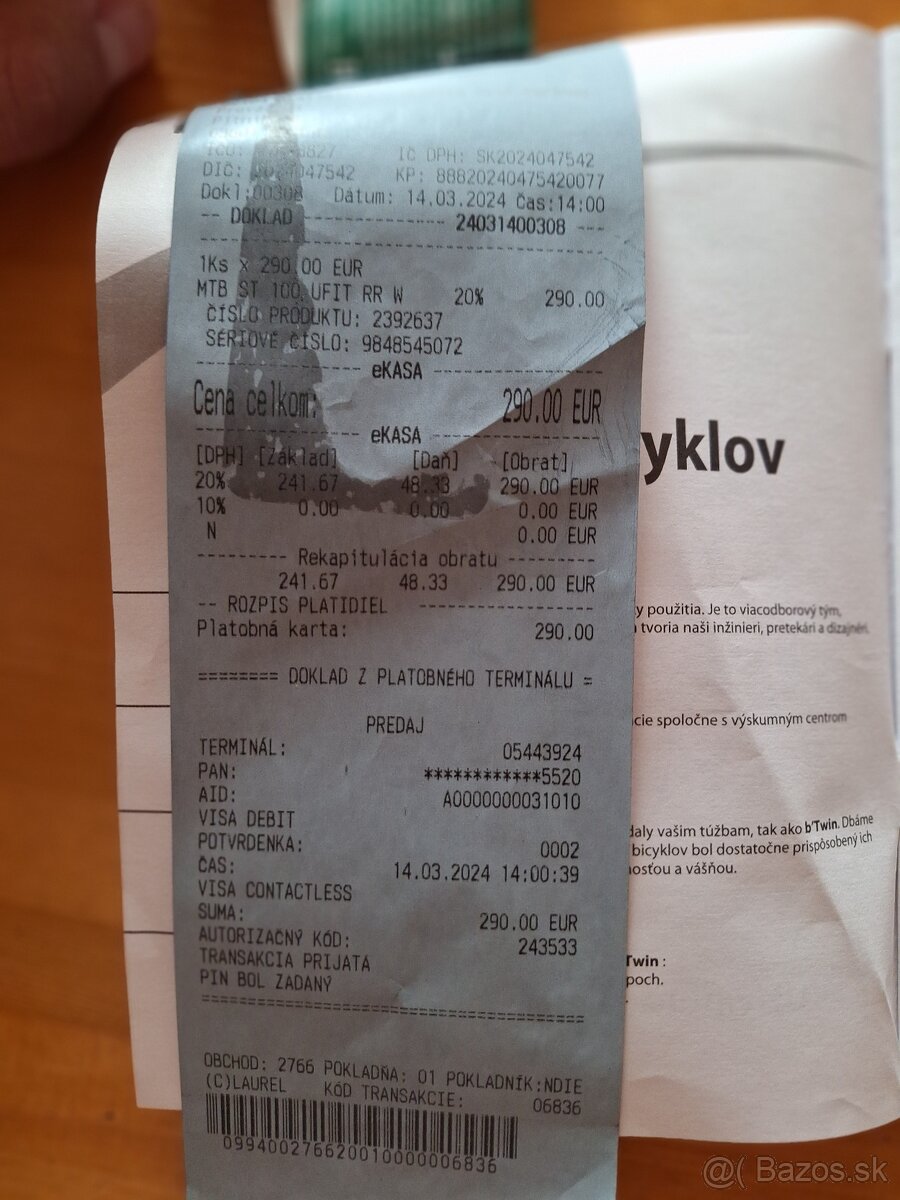 IČ DPH: SK2024047542
DIČ: 2024047542 KP: 88820240475420077
Dokl:00308 Dátum: 14.03.2024 Čas:14:00
-- DOKLAD ---------------- 24031400308 ---
1Ks x 290.00 EUR
MTB ST 100 UFIT RR W 20% 290.00
ČÍSLO PRODUKTU: 2392637
SÉRIOVÉ ČÍSLO: 9848545072
eKASA
Cena celkom: 290.00 EUR
eKASA
[DPH] [Základ] [Daň] [Obrat]
20% 241.67 48.33 290.00 EUR
10% 0.00 0.00 0.00 EUR
N 0.00 EUR
--------- Rekapitulácia obratu ---------
241.67 48.33 290.00 EUR
-- ROZPIS PLATIDIEL ----------------
Platobná karta: 290.00
======== DOKLAD Z PLATOBNÉHO TERMINÁLU =
PREDAJ
TERMINÁL: 05443924
PAN: ************5520
AID: A0000000031010
VISA DEBIT
POTVRDENKA: 0002
ČAS: 14.03.2024 14:00:39
VISA CONTACTLESS
SUMA: 290.00 EUR
AUTORIZAČNÝ KÓD: 243533
TRANSAKCIA PRIJATA
PIN BOL ZADANÝ
OBCHOD: 2766 POKLADŇA: 01 POKLADNÍK:NDIE
(C)LAUREL KÓD TRANSAKCIE: 06836
099400276620010000006836
yklov
y použitia. Je to viacodborový tým,
tvoria naši inžinieri, pretekári a dizajnéri.
cie spoločne s výskumným centrom
daly vašim túžbam, tak ako b'Twin. Dbáme
bicyklov bol dostatočne prispôsobený ich
nosťou a vášňou.
Twin :
poch.
@( Bazos.sk